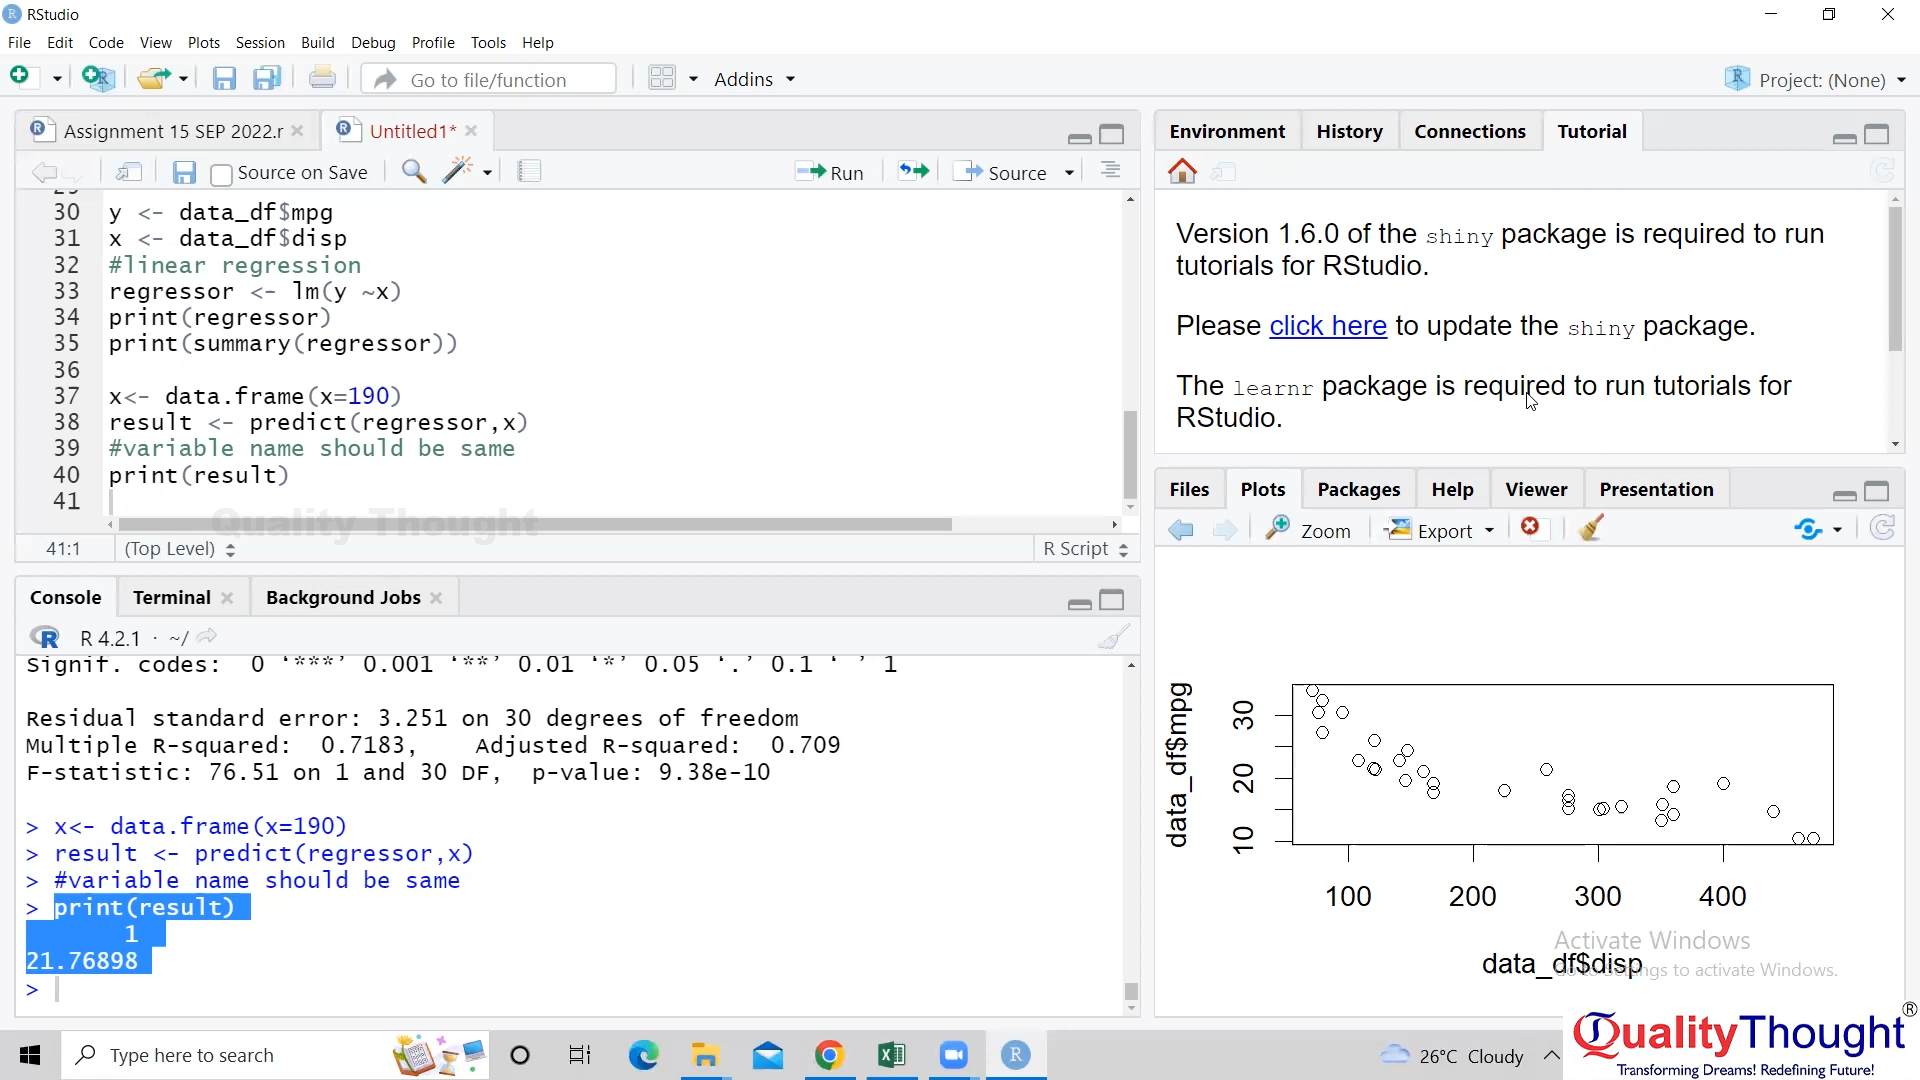 RStudio
File Edit Code View Plots Session Build Debug Profile Tools Help
Go to file/function Addins Project: (None)
Assignment 15 SEP 2022.r Untitled1*
Source on Save Run Source
30 y <- data_df$mpg
31 x <- data_df$disp
32 #linear regression
33 regressor <- lm(y ~x)
34 print(regressor)
35 print(summary(regressor))
36
37 x<- data.frame(x=190)
38 result <- predict(regressor,x)
39 #variable name should be same
40 print(result)
41
Quality Thought
41:1 (Top Level) R Script
Console Terminal Background Jobs
R 4.2.1 · ~/
Signif. codes: 0 ‘***’ 0.001 ‘**’ 0.01 ‘*’ 0.05 ‘.’ 0.1 ‘ ’ 1
Residual standard error: 3.251 on 30 degrees of freedom
Multiple R-squared: 0.7183, Adjusted R-squared: 0.709
F-statistic: 76.51 on 1 and 30 DF, p-value: 9.38e-10
> x<- data.frame(x=190)
> result <- predict(regressor,x)
> #variable name should be same
> print(result)
1
21.76898
>
Environment History Connections Tutorial
Version 1.6.0 of the shiny package is required to run
tutorials for RStudio.
Please click here to update the shiny package.
The learnr package is required to run tutorials for
RStudio.
Files Plots Packages Help Viewer Presentation
Zoom Export
data_df$mpg
30
20
10
100 200 300 400
data_df$disp
Activate Windows
Go to Settings to activate Windows.
Type here to search
26°C Cloudy
QualityThought®
Transforming Dreams! Redefining Future!